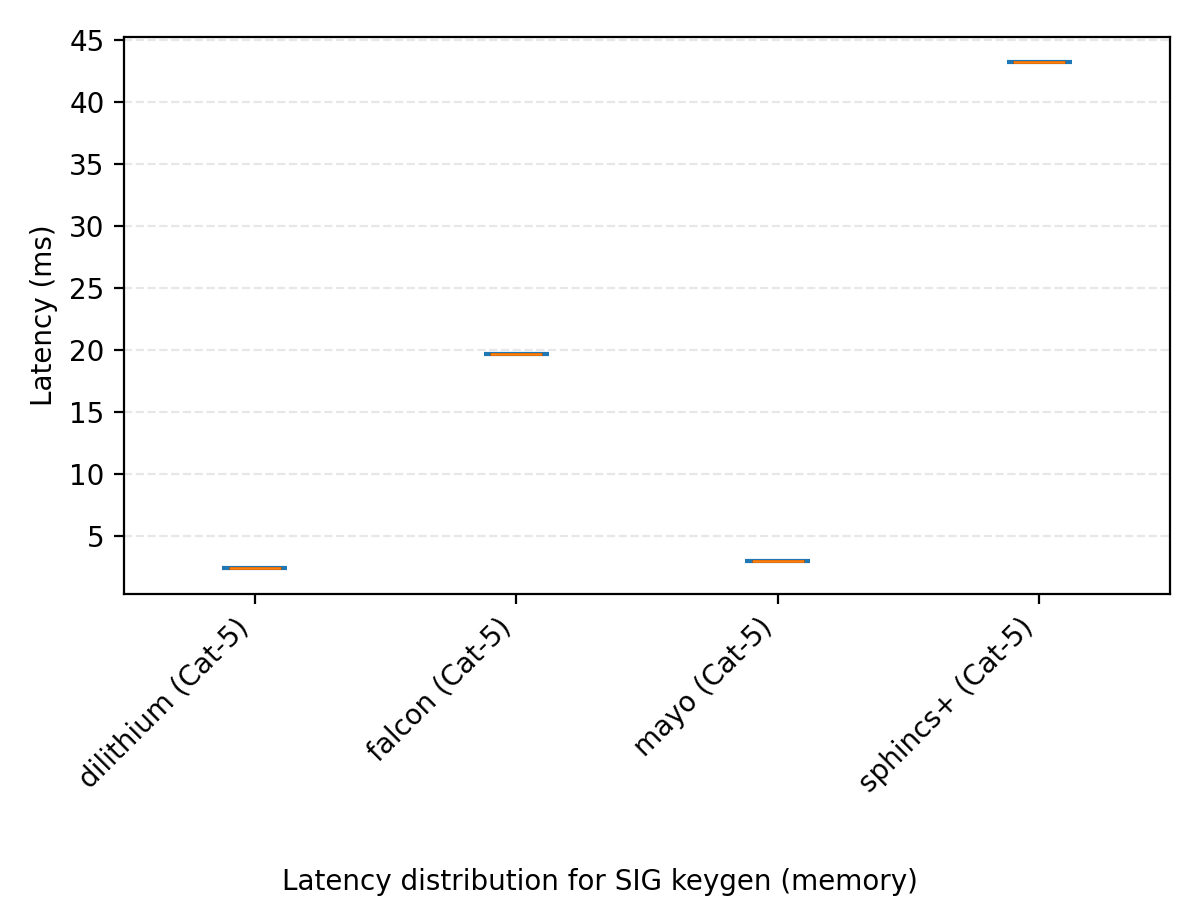 45
40
35
30
25
20
15
10
5
Latency (ms)
dilithium (Cat-5)
falcon (Cat-5)
mayo (Cat-5)
sphincs+ (Cat-5)
Latency distribution for SIG keygen (memory)